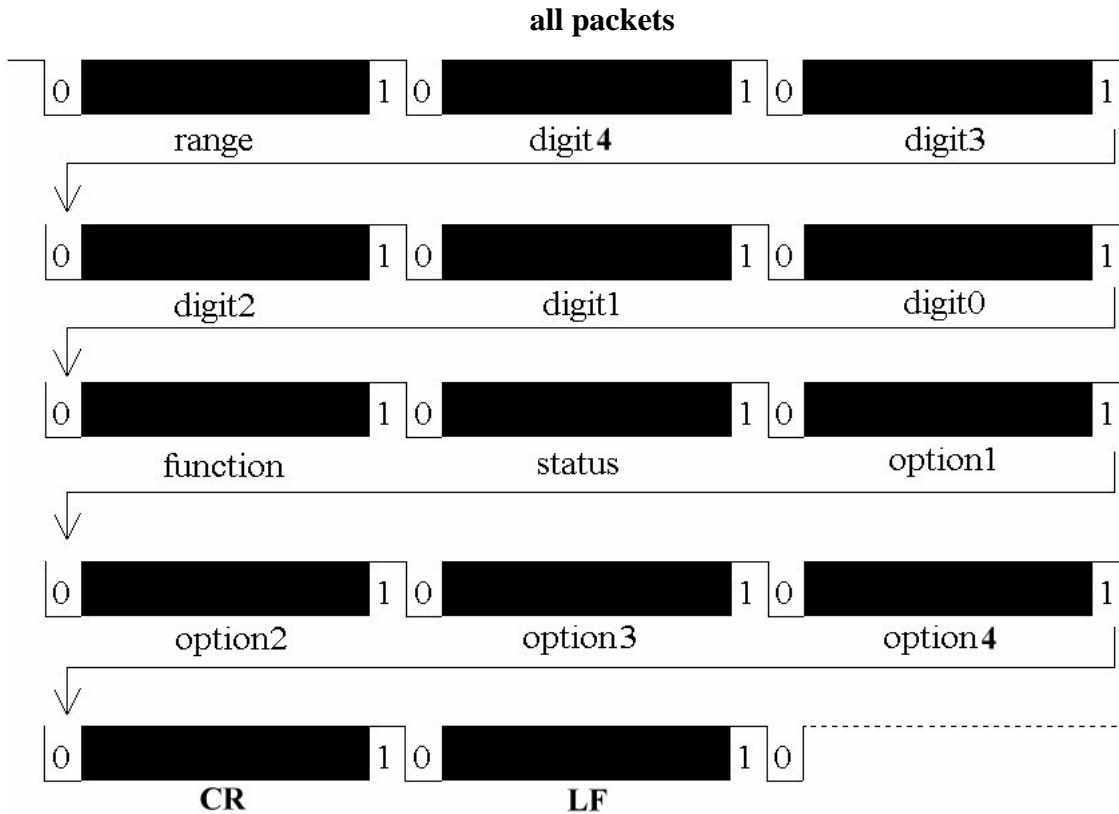 all packets
0 1 0 1 0 1
range digit4 digit3
0 1 0 1 0 1
digit2 digit1 digit0
0 1 0 1 0 1
function status option1
0 1 0 1 0 1
option2 option3 option4
0 1 0 1 0
CR LF